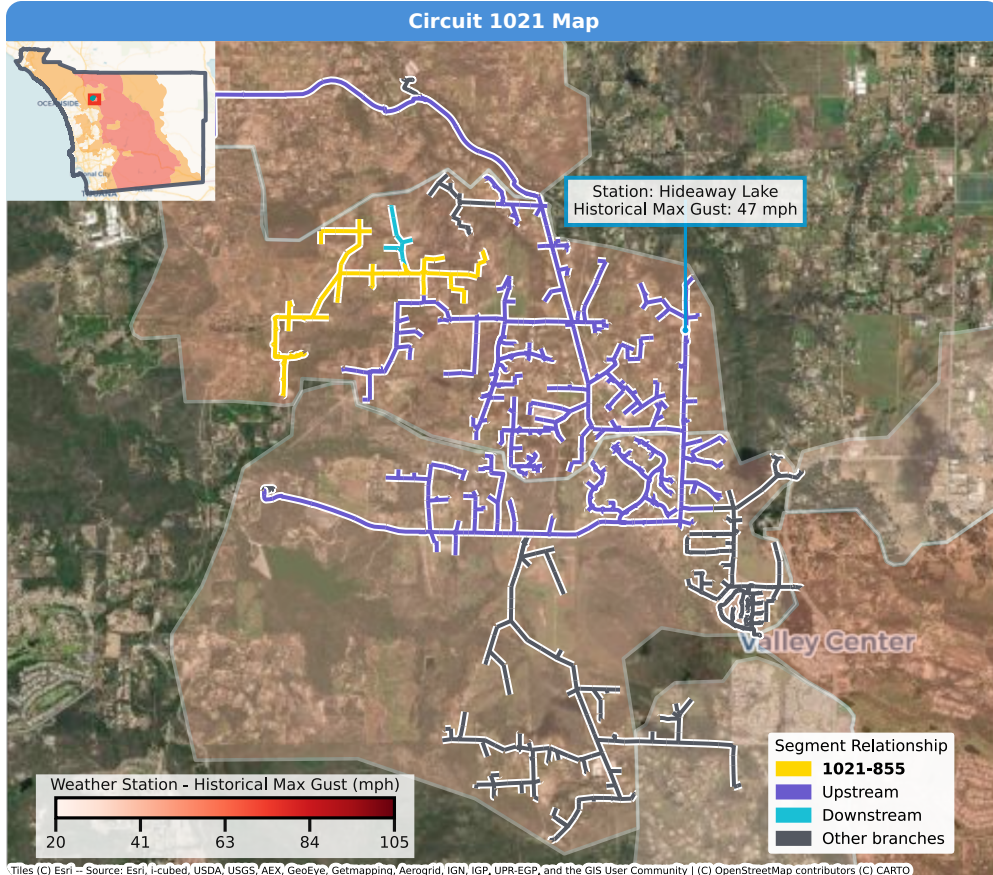 Circuit 1021 Map
OCEANSIDE
Station: Hideaway Lake
Historical Max Gust: 47 mph
Valley Center
Segment Relationship
1021-855
Upstream
Downstream
Other branches
Weather Station - Historical Max Gust (mph)
20 41 63 84 105
Tiles (C) Esri -- Source: Esri, i-cubed, USDA, USGS, AEX, GeoEye, Getmapping, Aerogrid, IGN, IGP, UPR-EGP, and the GIS User Community | (C) OpenStreetMap contributors (C) CARTO